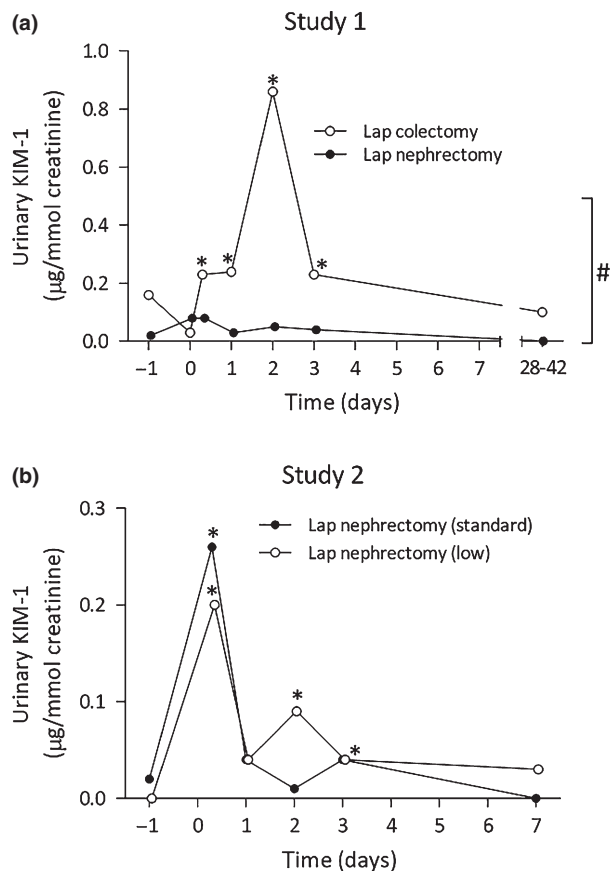 (a)
Study 1
Urinary KIM-1
(µg/mmol creatinine)
1.0
0.8
0.6
0.4
0.2
0.0
* * * *
Lap colectomy
Lap nephrectomy
#
−1 0 1 2 3 4 5 6 7 28-42
Time (days)
(b)
Study 2
Urinary KIM-1
(µg/mmol creatinine)
0.3
0.2
0.1
0.0
* * * *
Lap nephrectomy (standard)
Lap nephrectomy (low)
−1 0 1 2 3 4 5 6 7
Time (days)